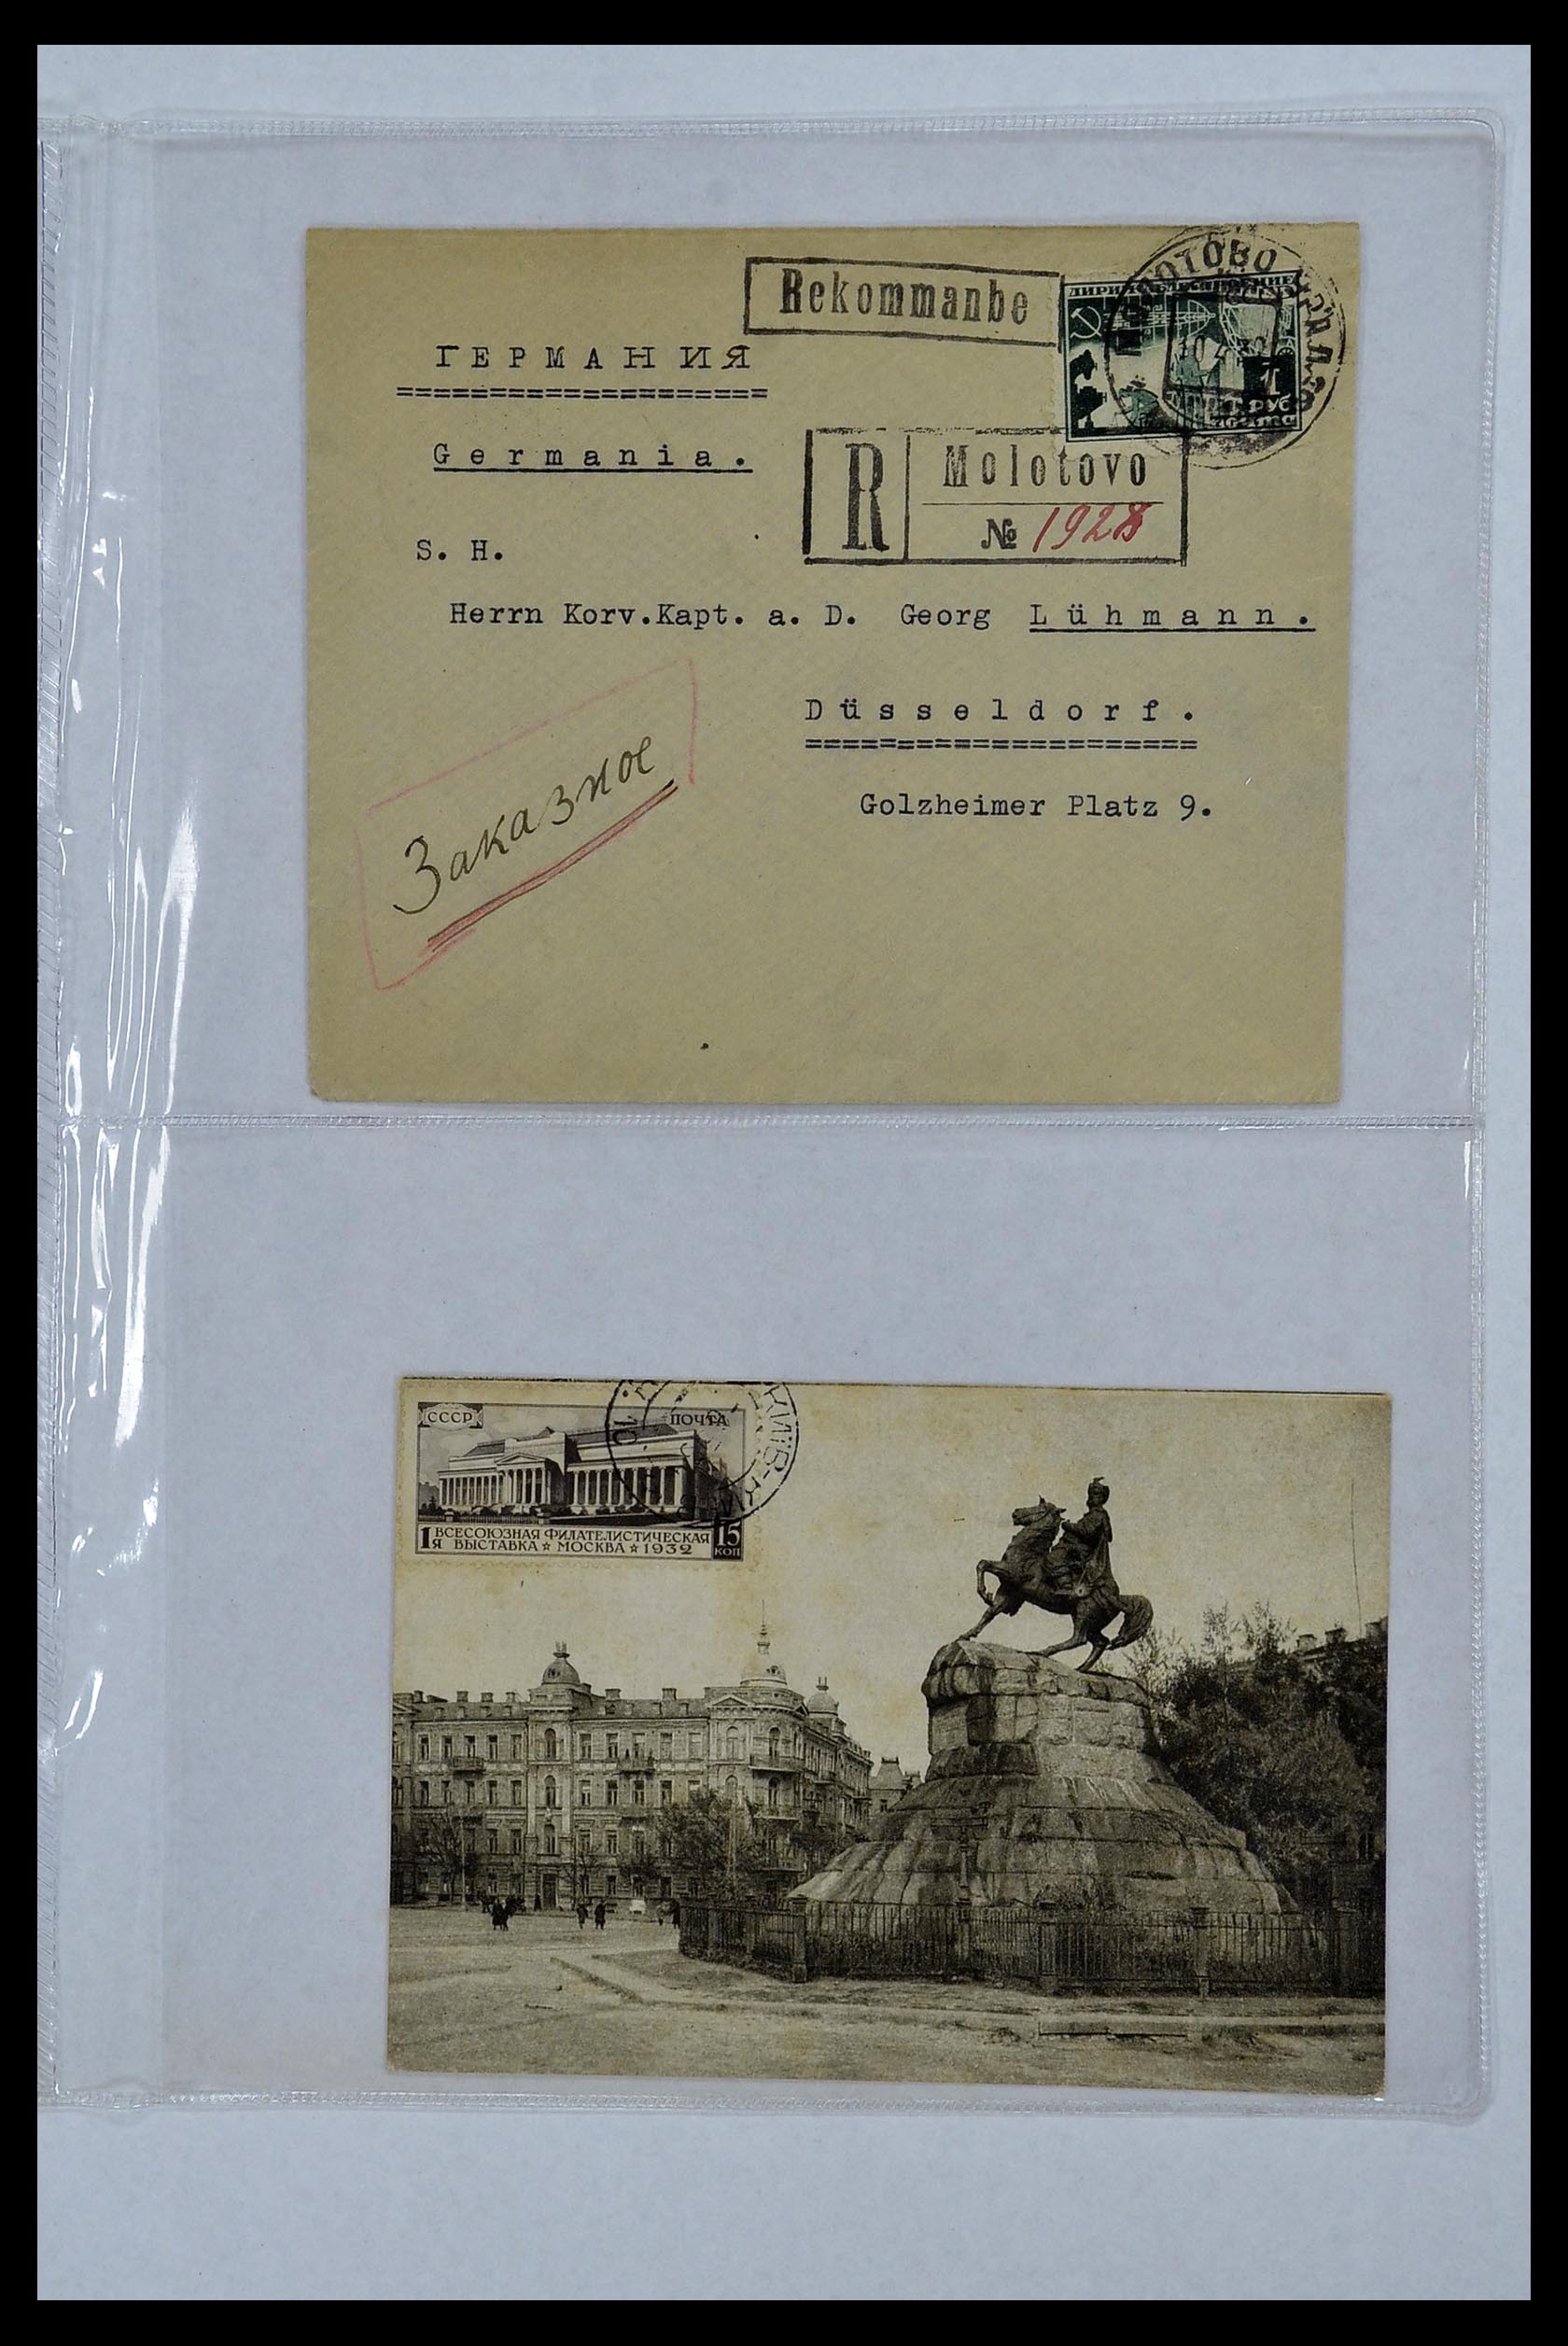 Rekommanbe
ГЕРМАНИЯ
Germania.
R
Molotovo
№ 1928
РУБ
S. H.
Herrn Korv.Kapt. a. D. Georg Lühmann.
Düsseldorf.
Golzheimer Platz 9.
Заказное
СССР
ПОЧТА
1Я ВСЕСОЮЗНАЯ ФИЛАТЕЛИСТИЧЕСКАЯ
ВЫСТАВКА ☆ МОСКВА ☆ 1932
15
КОП